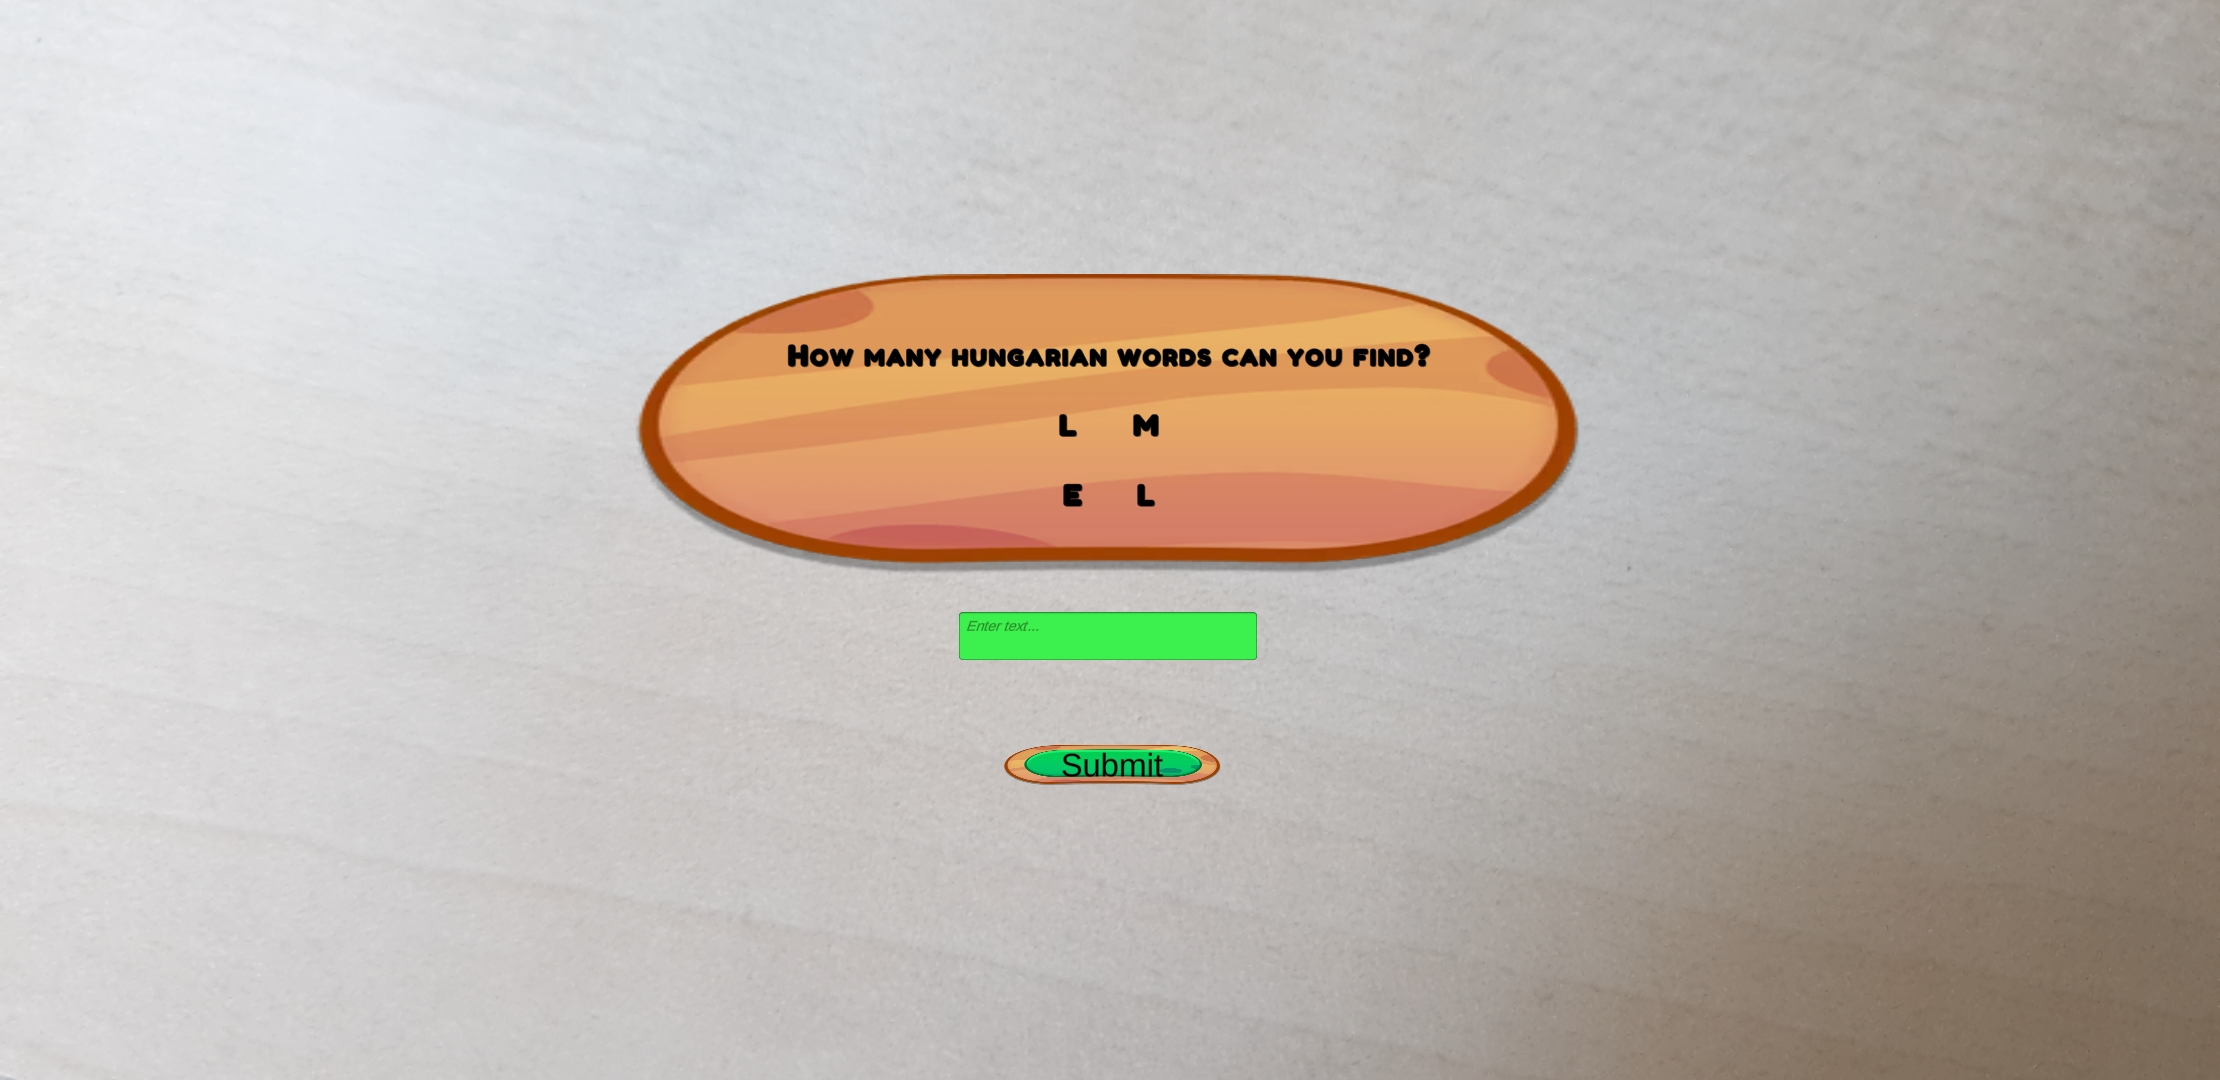 How many hungarian words can you find?
L M
E L
Enter text...
Submit